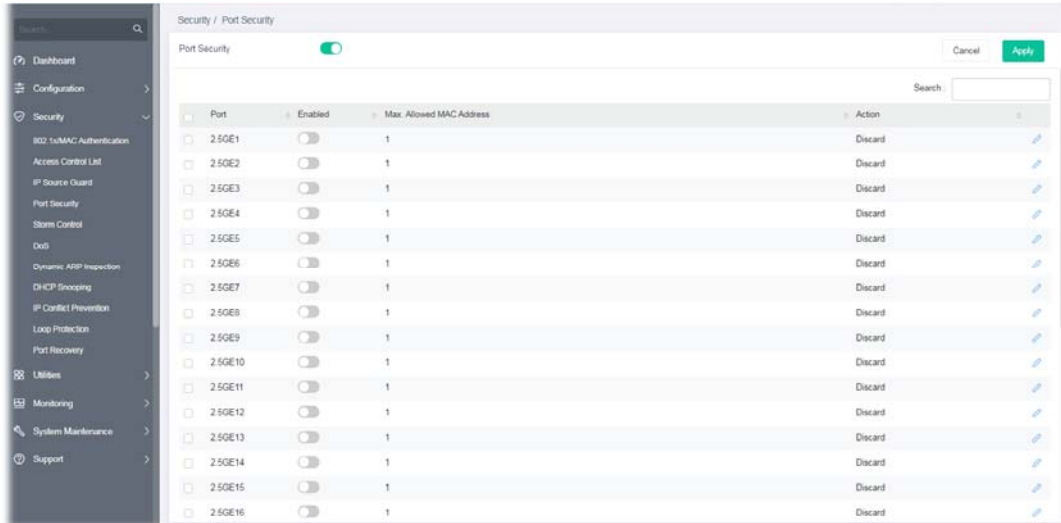 Search...
Dashboard
Configuration
Security
802.1x/MAC Authentication
Access Control List
IP Source Guard
Port Security
Storm Control
DoS
Dynamic ARP Inspection
DHCP Snooping
IP Conflict Prevention
Loop Protection
Port Recovery
Utilities
Monitoring
System Maintenance
Support
Security / Port Security
Port Security
Cancel Apply
Search :
Port Enabled Max. Allowed MAC Address Action
2.5GE1 1 Discard
2.5GE2 1 Discard
2.5GE3 1 Discard
2.5GE4 1 Discard
2.5GE5 1 Discard
2.5GE6 1 Discard
2.5GE7 1 Discard
2.5GE8 1 Discard
2.5GE9 1 Discard
2.5GE10 1 Discard
2.5GE11 1 Discard
2.5GE12 1 Discard
2.5GE13 1 Discard
2.5GE14 1 Discard
2.5GE15 1 Discard
2.5GE16 1 Discard